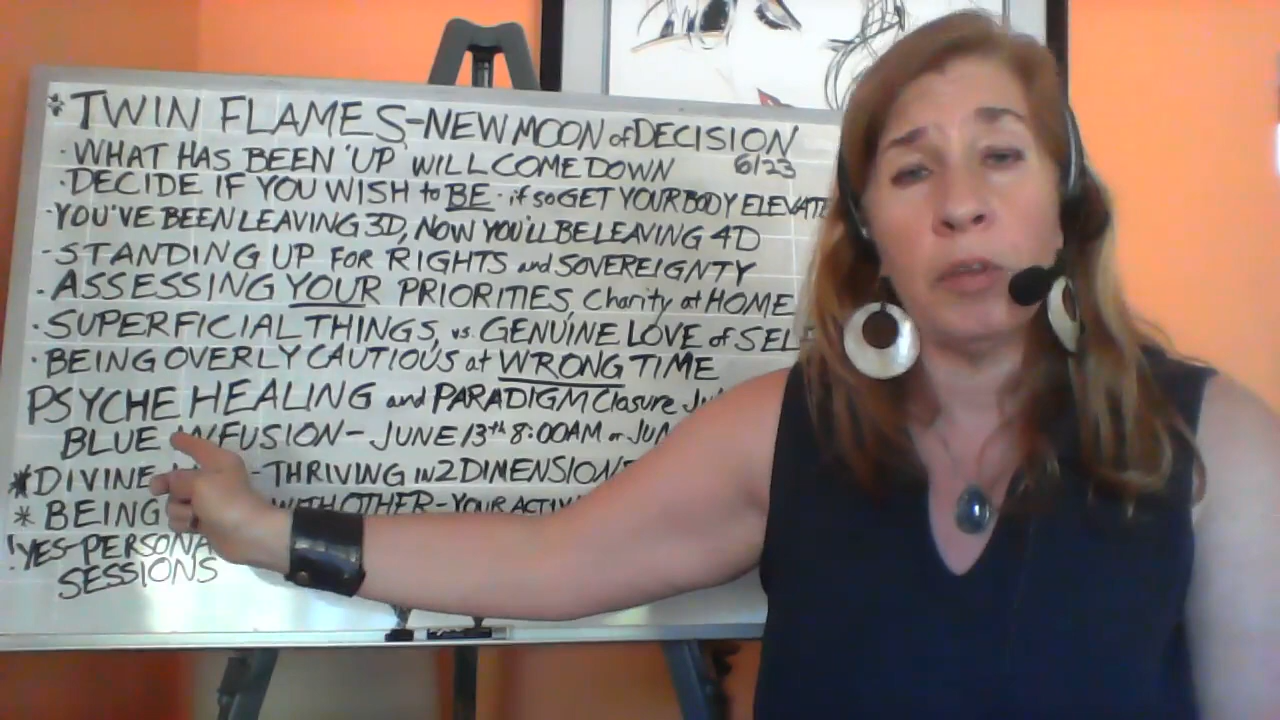 * TWIN FLAMES-NEW MOON of DECISION
6/23
· WHAT HAS BEEN 'UP' WILL COME DOWN
· DECIDE IF YOU WISH to BE · if so GET YOUR BODY ELEVATE
· YOU'VE BEEN LEAVING 3D, NOW YOU'LL BE LEAVING 4D
- STANDING UP FOR RIGHTS and SOVEREIGNTY
· ASSESSING YOUR PRIORITIES, Charity at HOME
· SUPERFICIAL THINGS, vs. GENUINE LOVE of SELF
· BEING OVERLY CAUTIOUS at WRONG TIME
PSYCHE HEALING and PARADIGM Closure
BLUE INFUSION - JUNE 13th 8:00AM or
* DIVINE - THRIVING in 2 DIMENSIONS
* BEING WITH OTHER - YOUR
! YES-PERSONA
SESSIONS